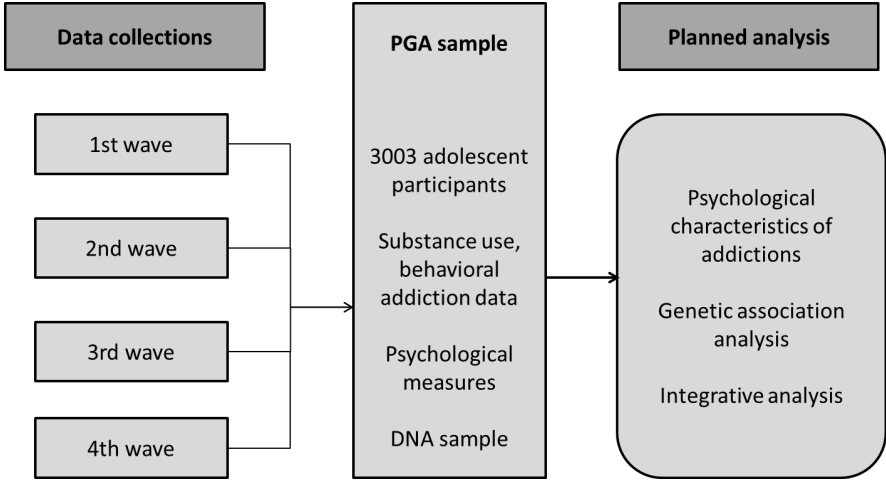 Data collections
1st wave
2nd wave
3rd wave
4th wave
PGA sample
3003 adolescent
participants
Substance use,
behavioral
addiction data
Psychological
measures
DNA sample
Planned analysis
Psychological
characteristics of
addictions
Genetic association
analysis
Integrative analysis